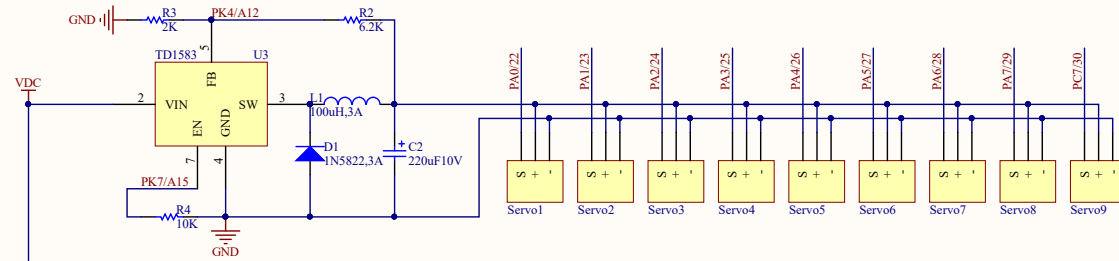 GND
R3
2K
PK4/A12
R2
6.2K
TD1583
U3
5
FB
VDC
2
VIN
SW
3
EN
GND
7
4
L1
100uH,3A
D1
1N5822,3A
+
C2
220uF10V
PK7/A15
R4
10K
GND
PA0/22
PA1/23
PA2/24
PA3/25
PA4/26
PA5/27
PA6/28
PA7/29
PC7/30
S + -
S + -
S + -
S + -
S + -
S + -
S + -
S + -
S + -
Servo1
Servo2
Servo3
Servo4
Servo5
Servo6
Servo7
Servo8
Servo9